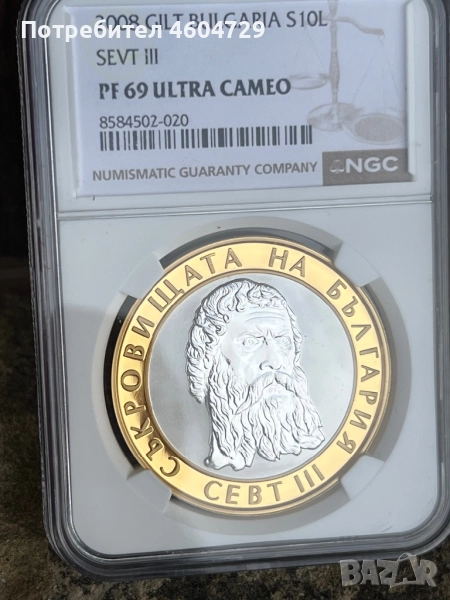 2008 GILT BULGARIA S10L
Потребител 4604729
SEVT III
PF 69 ULTRA CAMEO
8584502-020
NUMISMATIC GUARANTY COMPANY
NGC
СЪКРОВИЩАТА НА БЪЛГАРИЯ
СЕВТ III
BAZAR